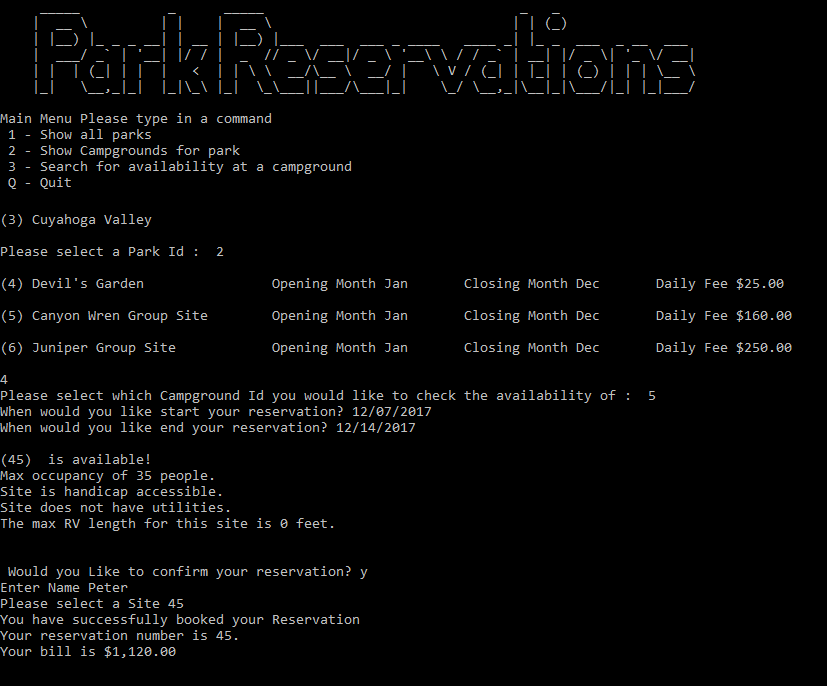 Park Reservations
Main Menu Please type in a command
1 - Show all parks
2 - Show Campgrounds for park
3 - Search for availability at a campground
Q - Quit
(3) Cuyahoga Valley
Please select a Park Id :  2
(4) Devil's Garden                Opening Month Jan       Closing Month Dec       Daily Fee $25.00
(5) Canyon Wren Group Site        Opening Month Jan       Closing Month Dec       Daily Fee $160.00
(6) Juniper Group Site            Opening Month Jan       Closing Month Dec       Daily Fee $250.00
4
Please select which Campground Id you would like to check the availability of :  5
When would you like start your reservation? 12/07/2017
When would you like end your reservation? 12/14/2017
(45)  is available!
Max occupancy of 35 people.
Site is handicap accessible.
Site does not have utilities.
The max RV length for this site is 0 feet.
Would you Like to confirm your reservation? y
Enter Name Peter
Please select a Site 45
You have successfully booked your Reservation
Your reservation number is 45.
Your bill is $1,120.00